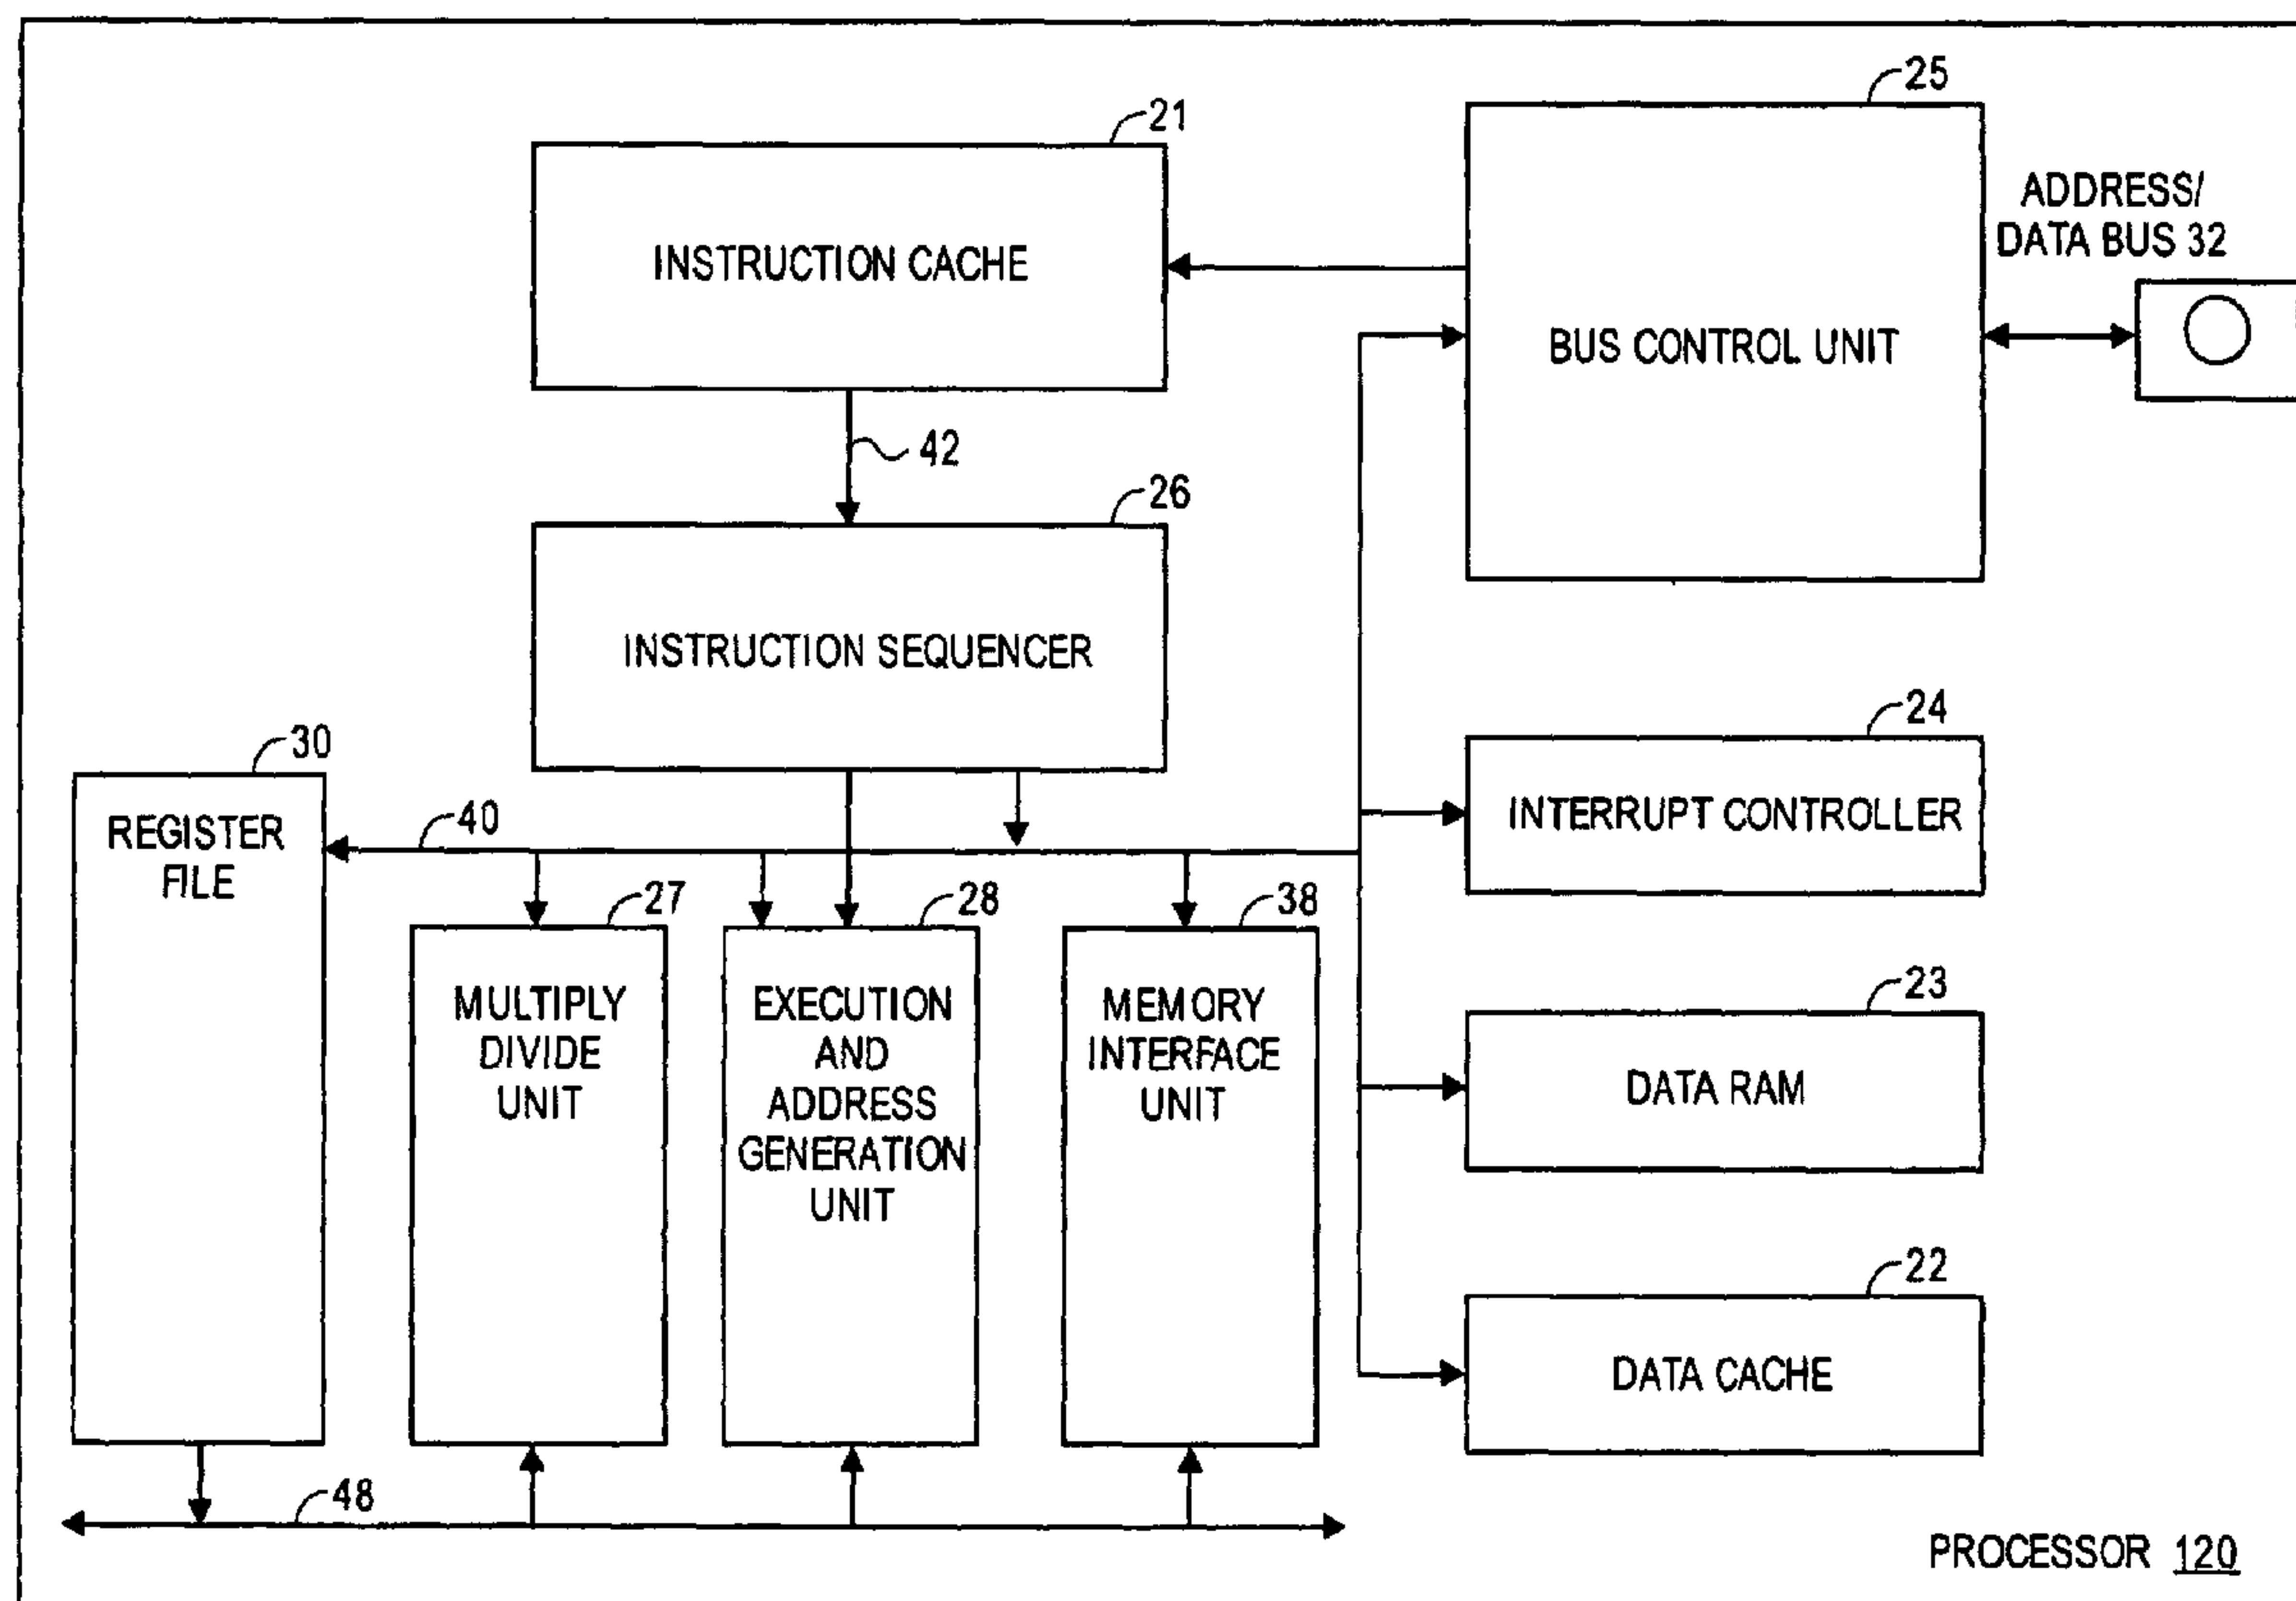 25
21
INSTRUCTION CACHE
ADDRESS/
DATA BUS 32
BUS CONTROL UNIT
42
26
INSTRUCTION SEQUENCER
24
INTERRUPT CONTROLLER
30
REGISTER
FILE
40
27
MULTIPLY
DIVIDE
UNIT
28
EXECUTION
AND
ADDRESS
GENERATION
UNIT
38
MEMORY
INTERFACE
UNIT
23
DATA RAM
22
DATA CACHE
48
PROCESSOR 120